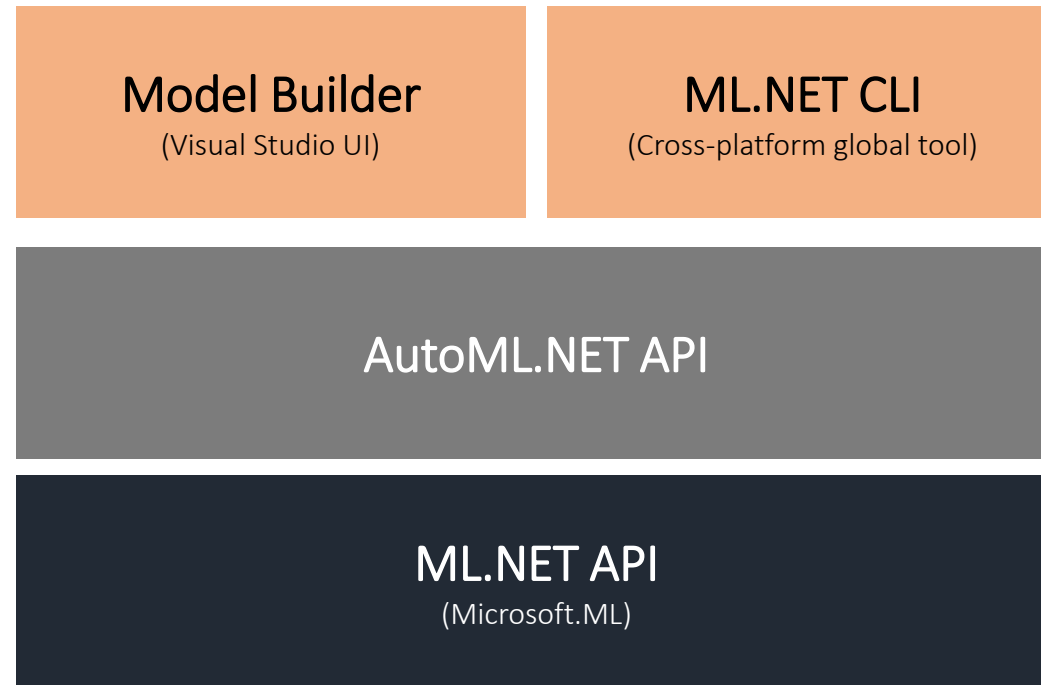 Model Builder
(Visual Studio UI)
ML.NET CLI
(Cross-platform global tool)
AutoML.NET API
ML.NET API
(Microsoft.ML)